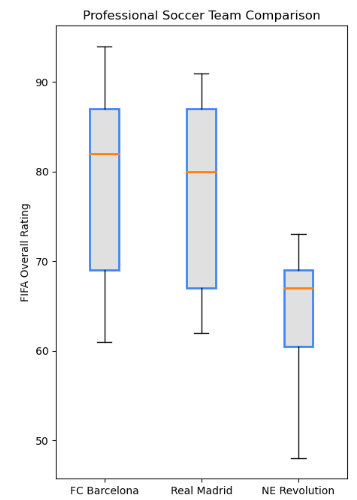 Professional Soccer Team Comparison
90
80
70
60
50
FIFA Overall Rating
FC Barcelona Real Madrid NE Revolution